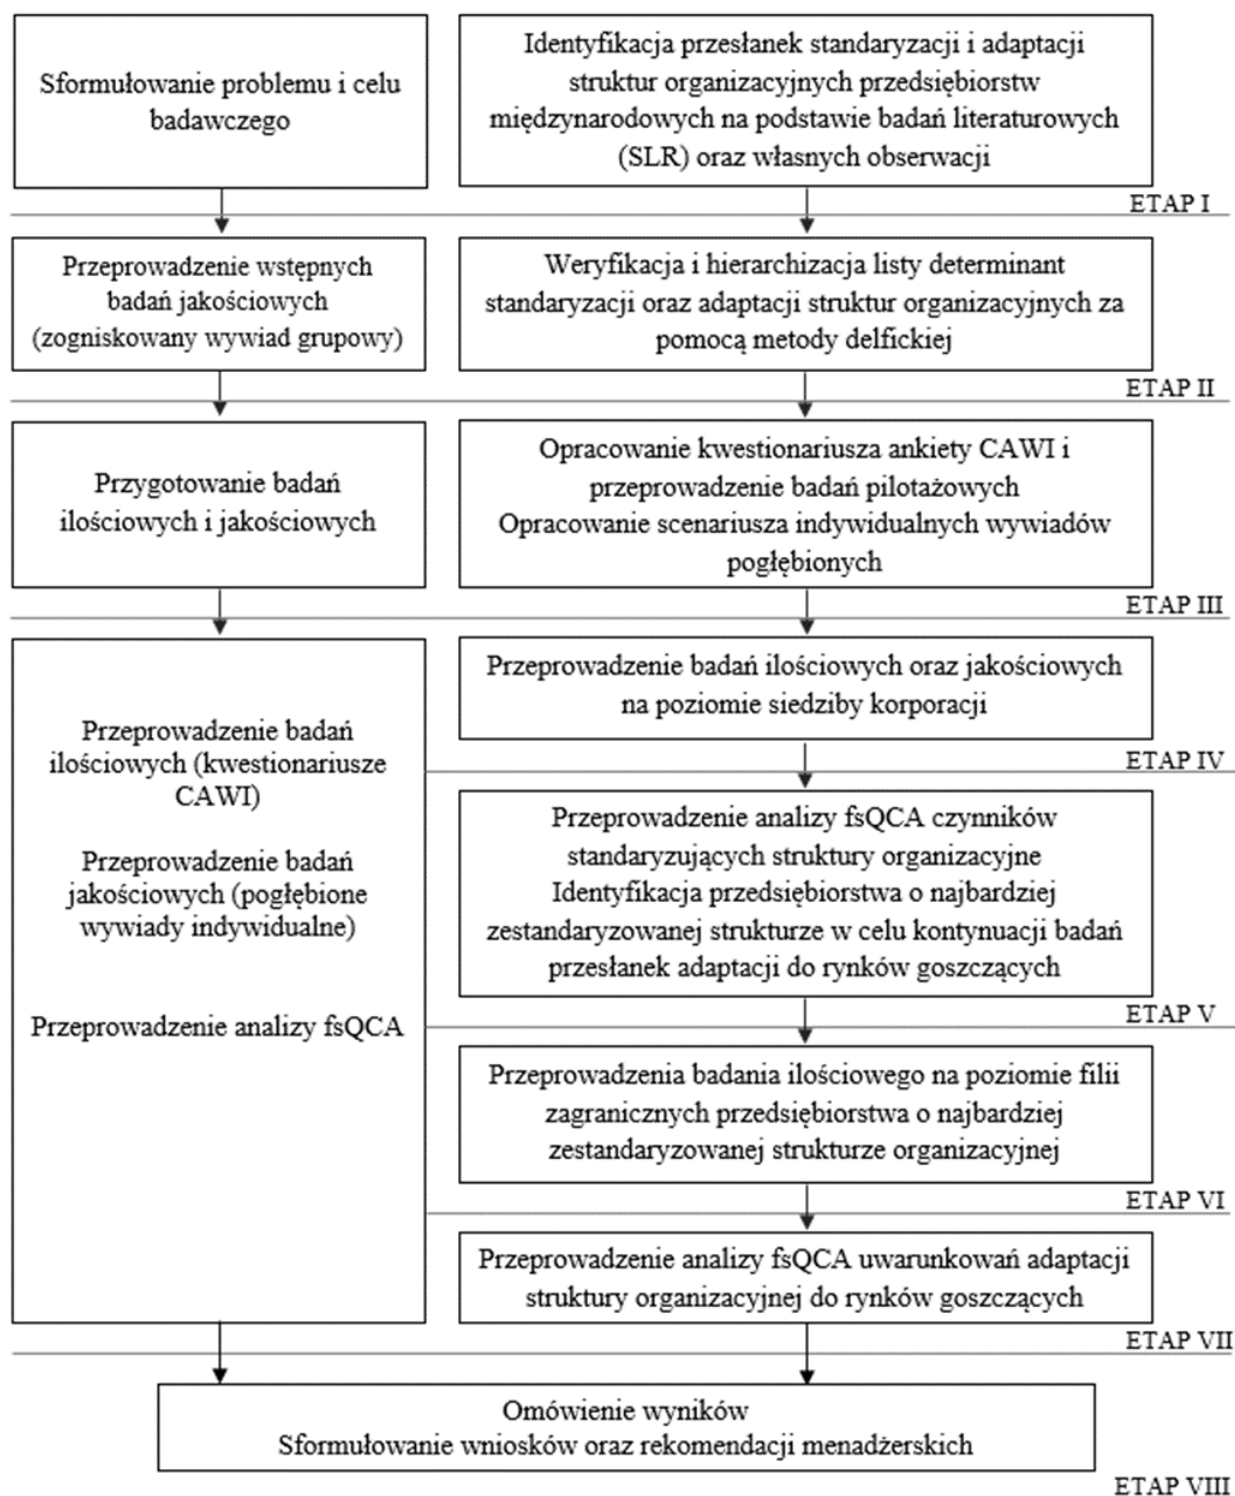 Sformułowanie problemu i celu
badawczego
Identyfikacja przesłanek standaryzacji i adaptacji
struktur organizacyjnych przedsiębiorstw
międzynarodowych na podstawie badań literaturowych
(SLR) oraz własnych obserwacji
ETAP I
Przeprowadzenie wstępnych
badań jakościowych
(zogniskowany wywiad grupowy)
Weryfikacja i hierarchizacja listy determinant
standaryzacji oraz adaptacji struktur organizacyjnych za
pomocą metody delfickiej
ETAP II
Przygotowanie badań
ilościowych i jakościowych
Opracowanie kwestionariusza ankiety CAWI i
przeprowadzenie badań pilotażowych
Opracowanie scenariusza indywidualnych wywiadów
pogłębionych
ETAP III
Przeprowadzenie badań
ilościowych (kwestionariusze
CAWI)
Przeprowadzenie badań
jakościowych (pogłębione
wywiady indywidualne)
Przeprowadzenie analizy fsQCA
Przeprowadzenie badań ilościowych oraz jakościowych
na poziomie siedziby korporacji
ETAP IV
Przeprowadzenie analizy fsQCA czynników
standaryzujących struktury organizacyjne
Identyfikacja przedsiębiorstwa o najbardziej
zestandaryzowanej strukturze w celu kontynuacji badań
przesłanek adaptacji do rynków goszczących
ETAP V
Przeprowadzenia badania ilościowego na poziomie filii
zagranicznych przedsiębiorstwa o najbardziej
zestandaryzowanej strukturze organizacyjnej
ETAP VI
Przeprowadzenie analizy fsQCA uwarunkowań adaptacji
struktury organizacyjnej do rynków goszczących
ETAP VII
Omówienie wyników
Sformułowanie wniosków oraz rekomendacji menadżerskich
ETAP VIII